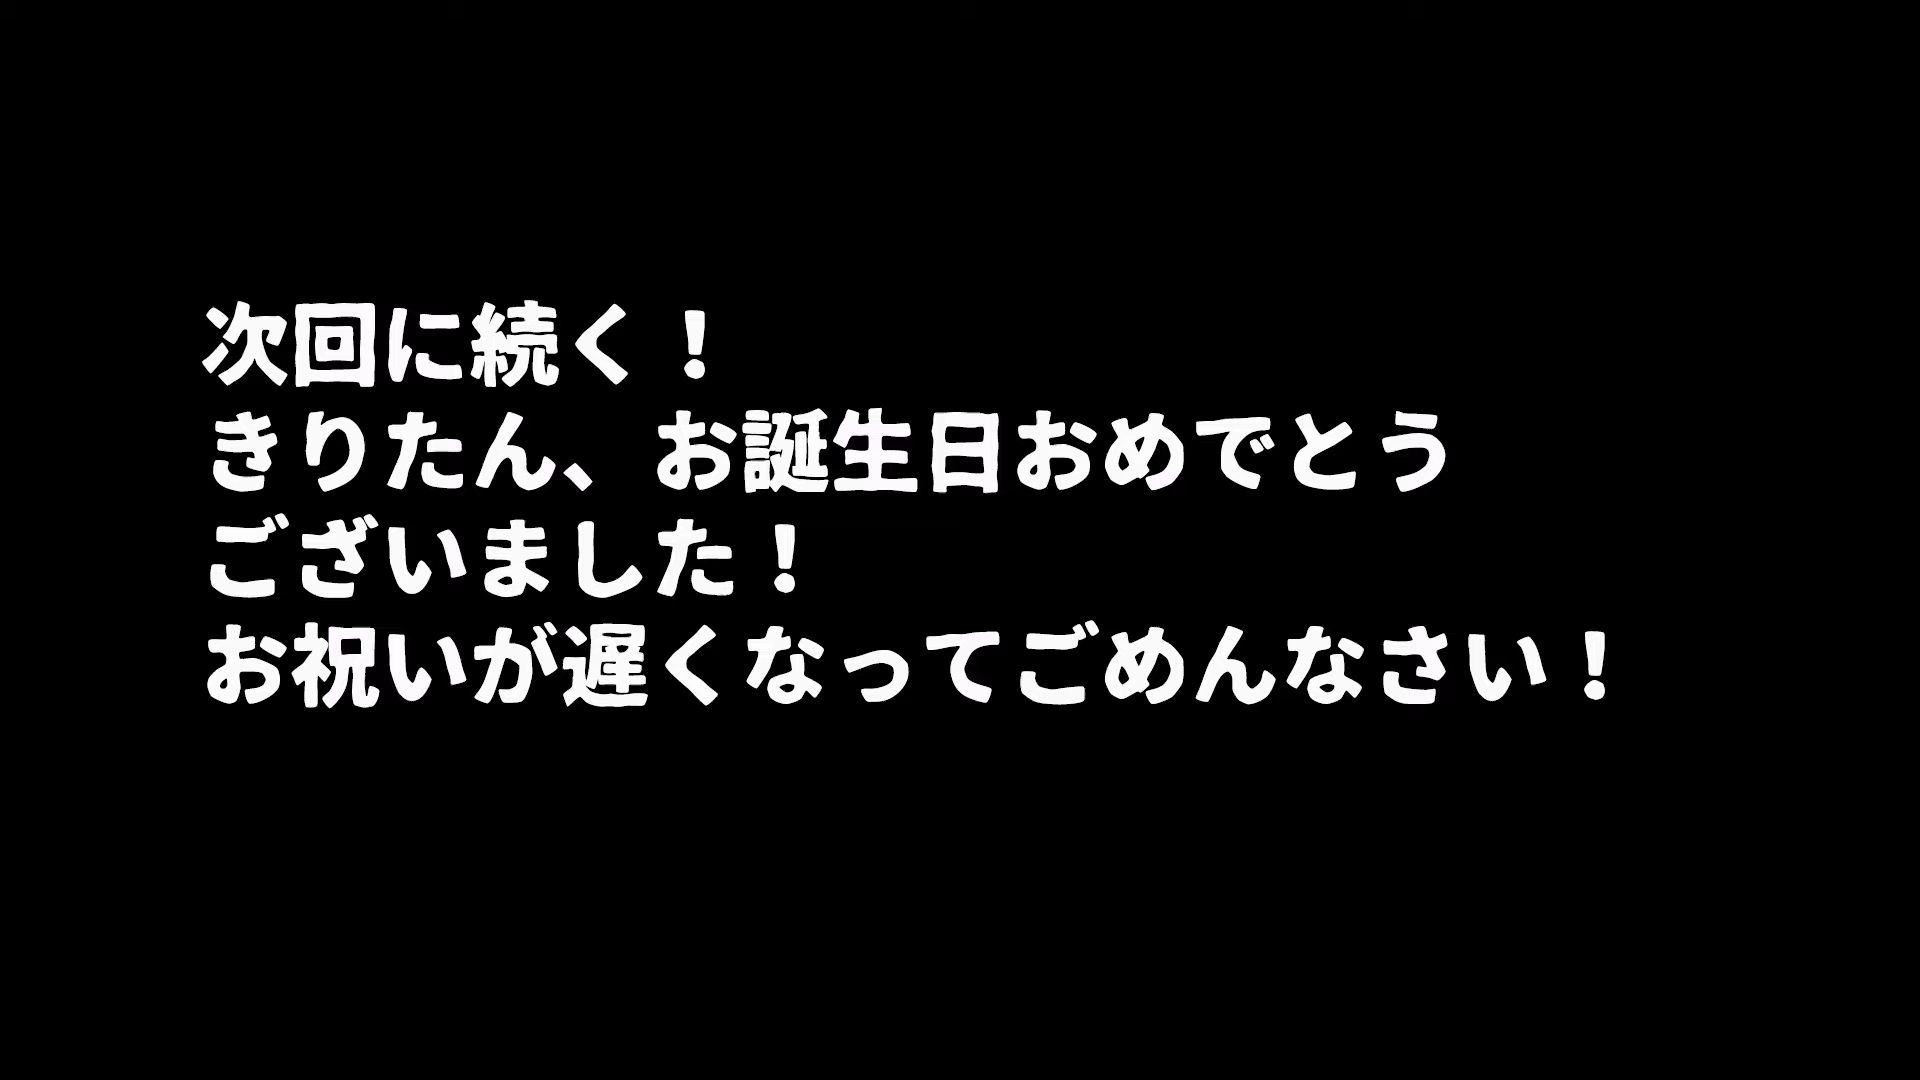 次回に続く！
きりたん、お誕生日おめでとう
ございました！
お祝いが遅くなってごめんなさい！